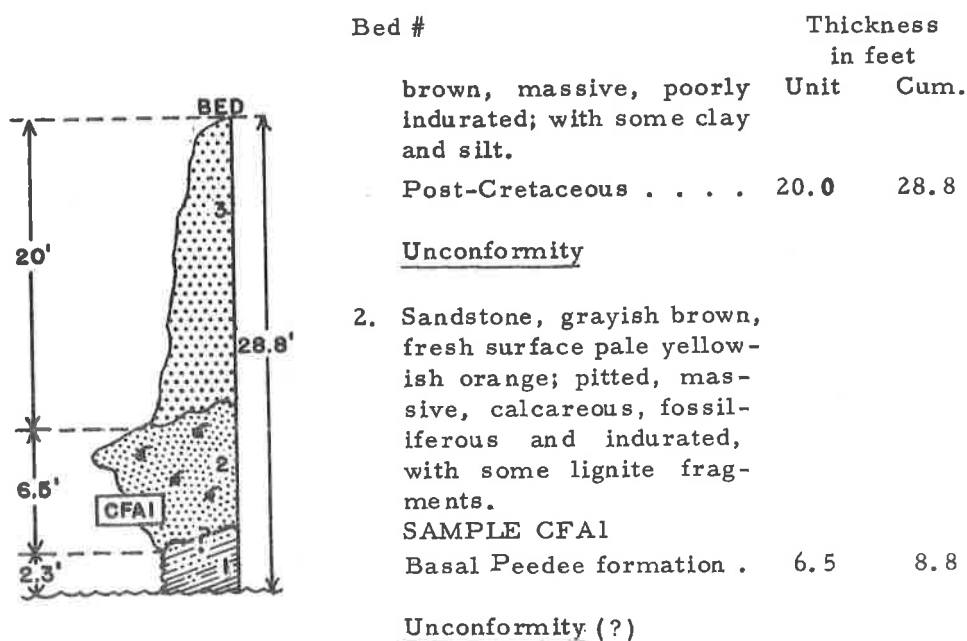 Bed # Thickness
in feet
brown, massive, poorly Unit Cum.
indurated; with some clay
and silt.
Post-Cretaceous . . . . 20.0 28.8
Unconformity
2. Sandstone, grayish brown,
fresh surface pale yellow-
ish orange; pitted, mas-
sive, calcareous, fossil-
iferous and indurated,
with some lignite frag-
ments.
SAMPLE CFA1
Basal Peedee formation . 6.5 8.8
Unconformity (?)
BED
3
20'
28.8'
2
6.5'
CFA1
?
2.3'
1